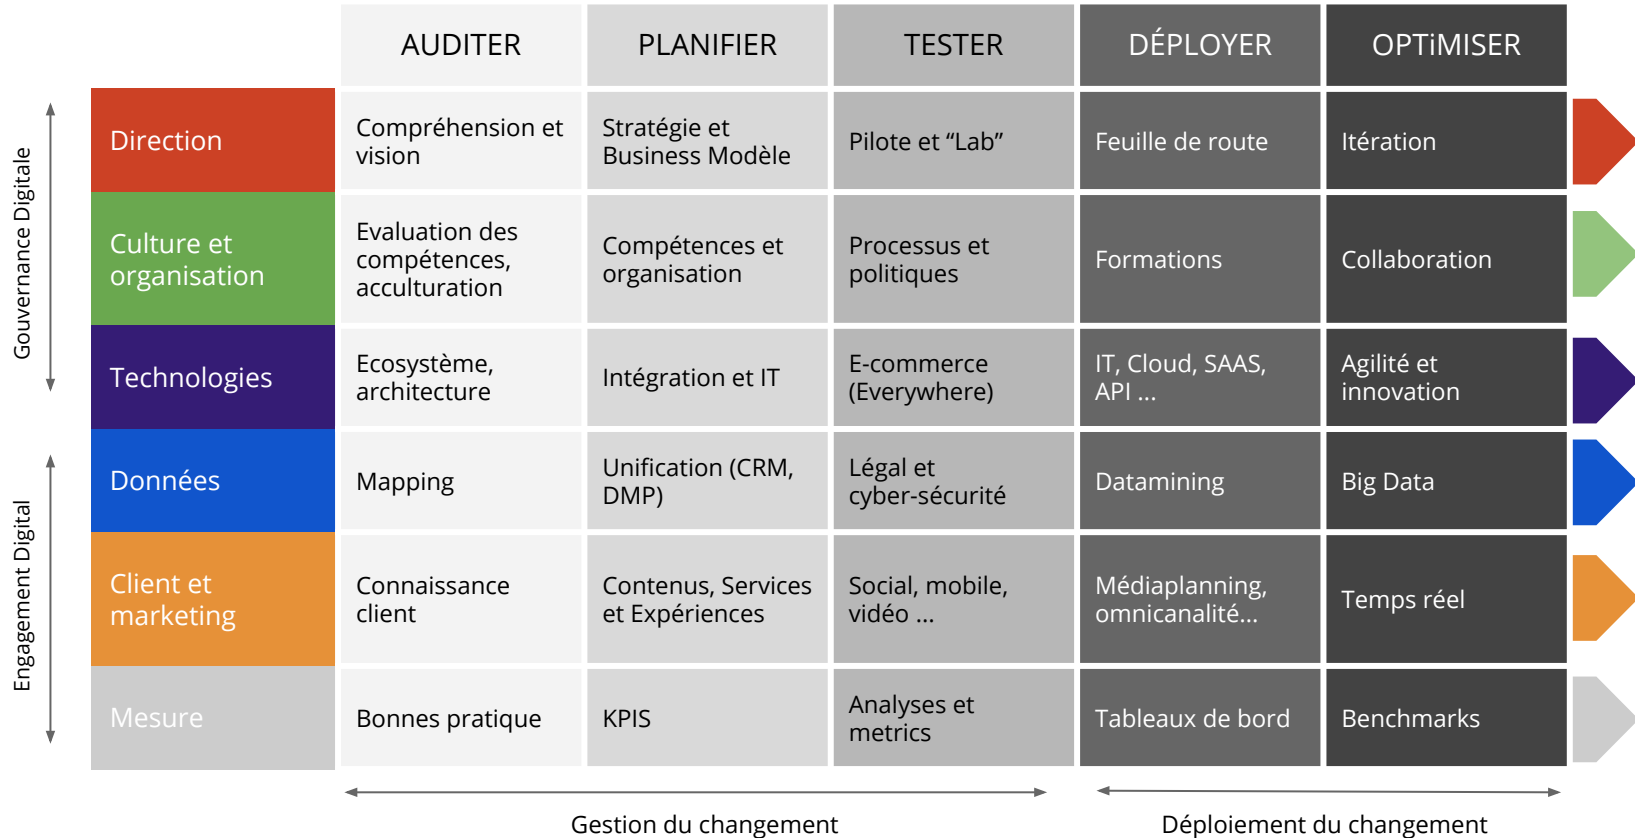 AUDITER
PLANIFIER
TESTER
DÉPLOYER
OPTiMISER
Gouvernance Digitale
Direction
Compréhension et
vision
Stratégie et
Business Modèle
Pilote et “Lab”
Feuille de route
Itération
Culture et
organisation
Evaluation des
compétences,
acculturation
Compétences et
organisation
Processus et
politiques
Formations
Collaboration
Technologies
Ecosystème,
architecture
Intégration et IT
E-commerce
(Everywhere)
IT, Cloud, SAAS,
API ...
Agilité et
innovation
Engagement Digital
Données
Mapping
Unification (CRM,
DMP)
Légal et
cyber-sécurité
Datamining
Big Data
Client et
marketing
Connaissance
client
Contenus, Services
et Expériences
Social, mobile,
vidéo ...
Médiaplanning,
omnicanalité...
Temps réel
Mesure
Bonnes pratique
KPIS
Analyses et
metrics
Tableaux de bord
Benchmarks
Gestion du changement
Déploiement du changement